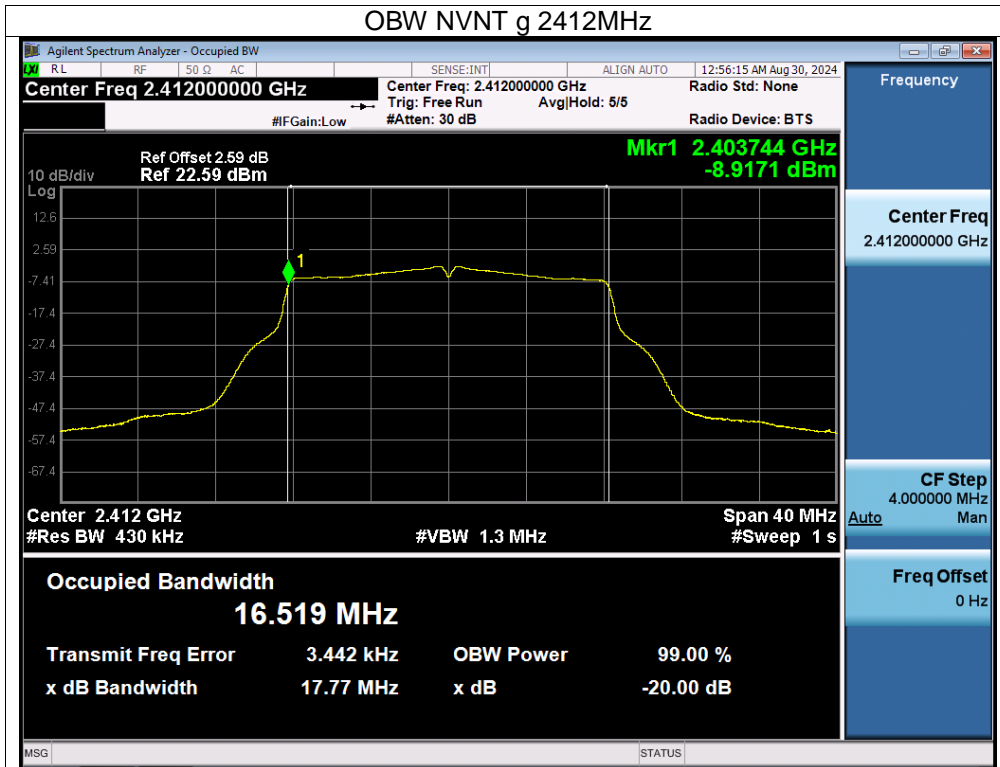 OBW NVNT g 2412MHz
Agilent Spectrum Analyzer - Occupied BW
LXI RL RF 50 Ω AC SENSE:INT ALIGN AUTO 12:56:15 AM Aug 30, 2024
Center Freq 2.412000000 GHz
Center Freq: 2.412000000 GHz Radio Std: None
Trig: Free Run Avg|Hold: 5/5
#IFGain:Low #Atten: 30 dB Radio Device: BTS
Mkr1 2.403744 GHz
-8.9171 dBm
Ref Offset 2.59 dB
10 dB/div Ref 22.59 dBm
Log
12.6
2.59
-7.41
-17.4
-27.4
-37.4
-47.4
-57.4
-67.4
1
Center 2.412 GHz Span 40 MHz
#Res BW 430 kHz #VBW 1.3 MHz #Sweep 1 s
Occupied Bandwidth
16.519 MHz
Transmit Freq Error 3.442 kHz OBW Power 99.00 %
x dB Bandwidth 17.77 MHz x dB -20.00 dB
Frequency
Center Freq
2.412000000 GHz
CF Step
4.000000 MHz
Auto Man
Freq Offset
0 Hz
MSG STATUS